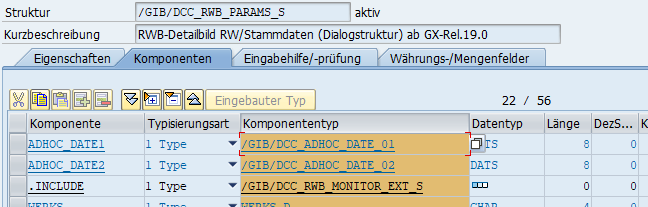 Struktur /GIB/DCC_RWB_PARAMS_S aktiv
Kurzbeschreibung RWB-Detailbild RW/Stammdaten (Dialogstruktur) ab GX-Rel.19.0
Eigenschaften Komponenten Eingabehilfe/-prüfung Währungs-/Mengenfelder
Eingebauter Typ 22 / 56
Komponente Typisierungsart Komponententyp Datentyp Länge DezS... K
ADHOC_DATE1 1 Type /GIB/DCC_ADHOC_DATE_01 8 0
ADHOC_DATE2 1 Type /GIB/DCC_ADHOC_DATE_02 DATS 8 0
.INCLUDE 1 Type /GIB/DCC_RWB_MONITOR_EXT_S 0 0
WERKS 1 Type WERKS_D CHAR 4 0